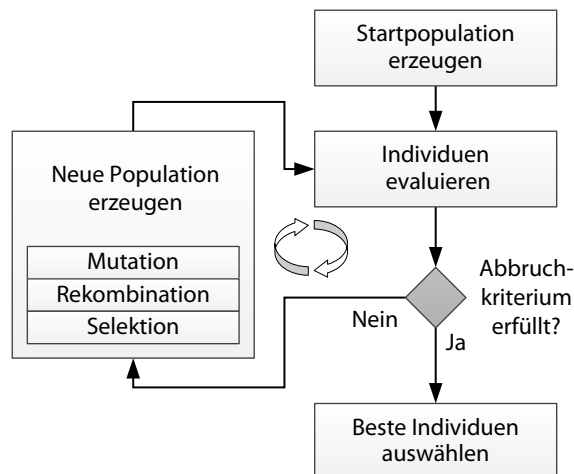 Startpopulation
erzeugen
Individuen
evaluieren
Neue Population
erzeugen
Mutation
Rekombination
Selektion
Abbruch-
kriterium
erfüllt?
Nein
Ja
Beste Individuen
auswählen